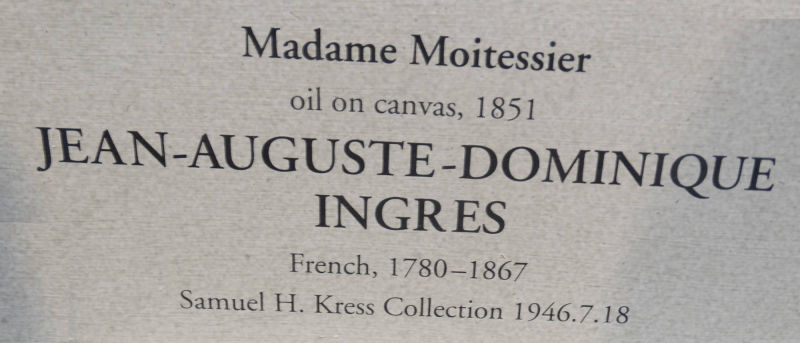 Madame Moitessier
oil on canvas, 1851
JEAN-AUGUSTE-DOMINIQUE
INGRES
French, 1780–1867
Samuel H. Kress Collection 1946.7.18